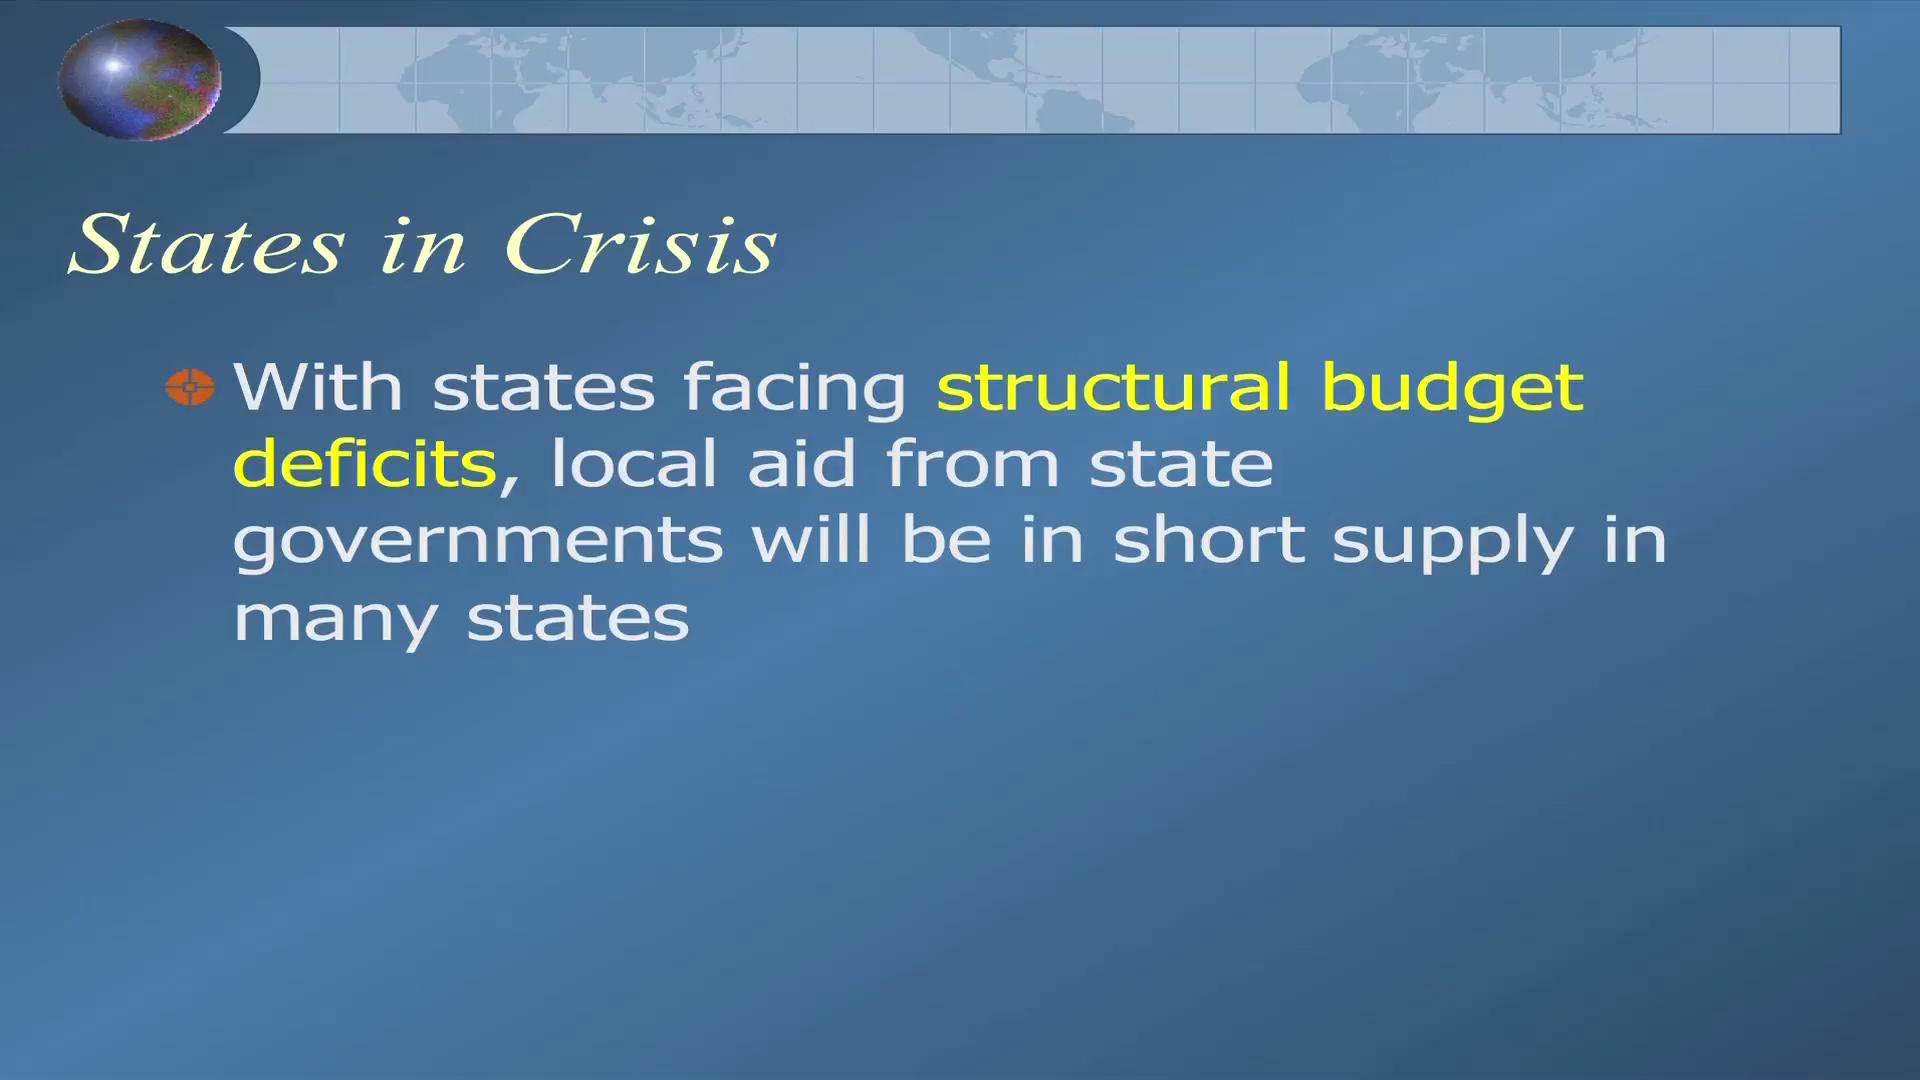 States in Crisis
With states facing structural budget
deficits, local aid from state
governments will be in short supply in
many states